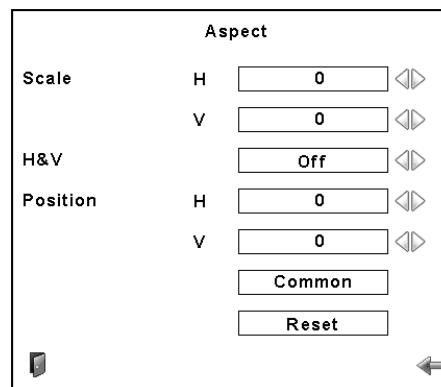 Aspect
Scale H 0
V 0
H&V Off
Position H 0
V 0
Common
Reset